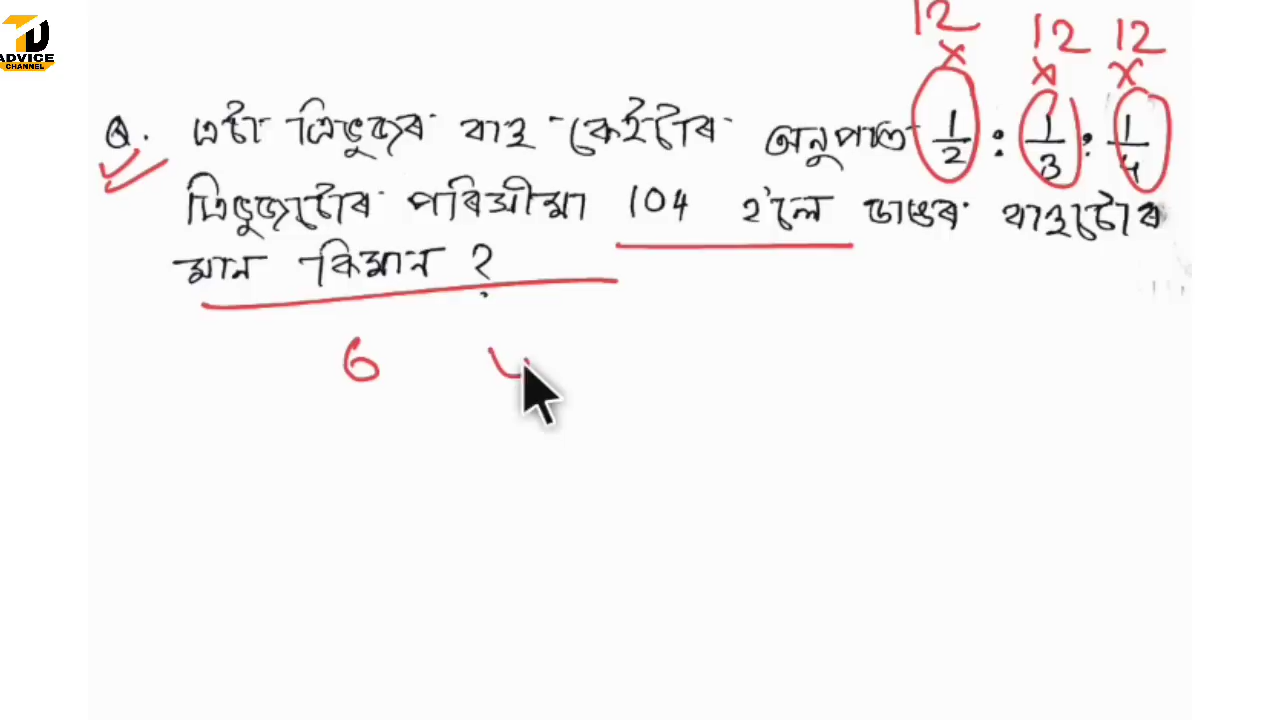 TD
ADVICE
CHANNEL
12 12 12
x x x
Q. এটা ত্ৰিভুজৰ বাহু কেইটাৰ অনুপাত 1/2 : 1/3 : 1/4
ত্ৰিভুজটোৰ পৰিসীমা 104 হ'লে ডাঙৰ বাহুটোৰ
মান কিমান ?
6